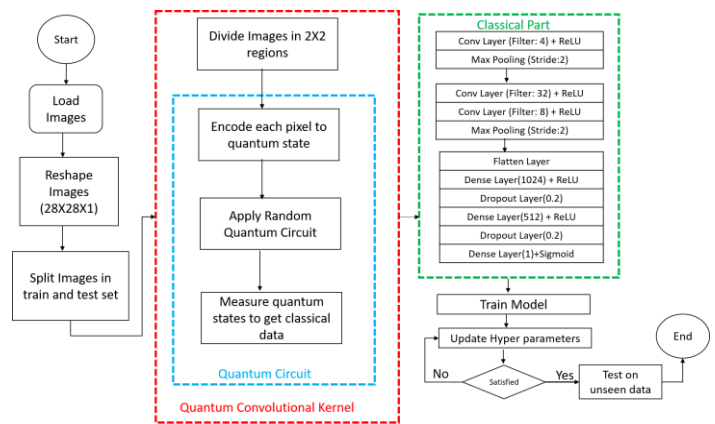 Start
Load
Images
Reshape
Images
(28X28X1)
Split Images in
train and test set
Divide Images in 2X2
regions
Encode each pixel to
quantum state
Apply Random
Quantum Circuit
Measure quantum
states to get classical
data
Quantum Circuit
Quantum Convolutional Kernel
Classical Part
Conv Layer (Filter: 4) + ReLU
Max Pooling (Stride:2)
Conv Layer (Filter: 32) + ReLU
Conv Layer (Filter: 8) + ReLU
Max Pooling (Stride:2)
Flatten Layer
Dense Layer(1024) + ReLU
Dropout Layer(0.2)
Dense Layer(512) + ReLU
Dropout Layer(0.2)
Dense Layer(1)+Sigmoid
Train Model
Update Hyper parameters
Satisfied
No
Yes
Test on
unseen data
End